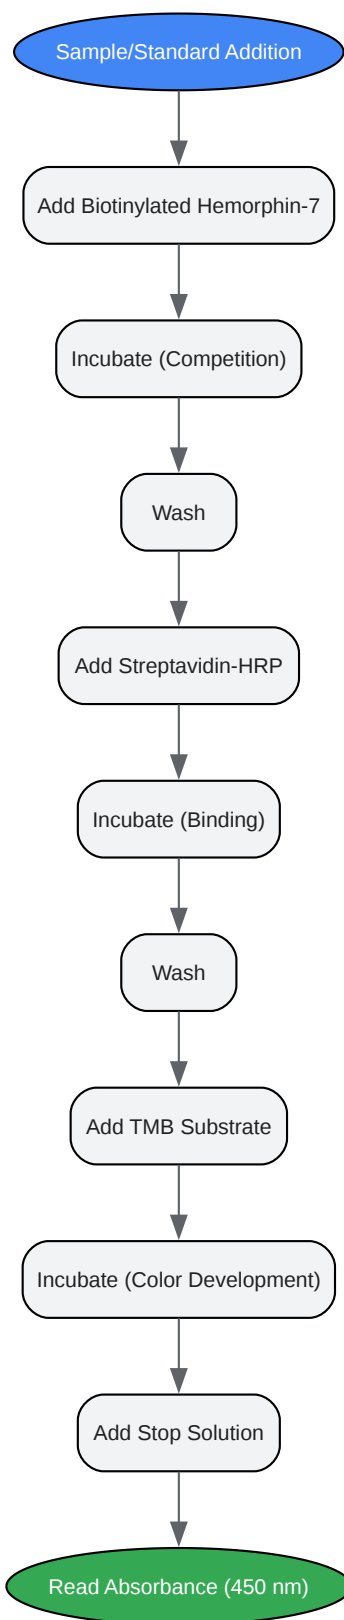 Sample/Standard Addition
Add Biotinylated Hemorphin-7
Incubate (Competition)
Wash
Add Streptavidin-HRP
Incubate (Binding)
Wash
Add TMB Substrate
Incubate (Color Development)
Add Stop Solution
Read Absorbance (450 nm)